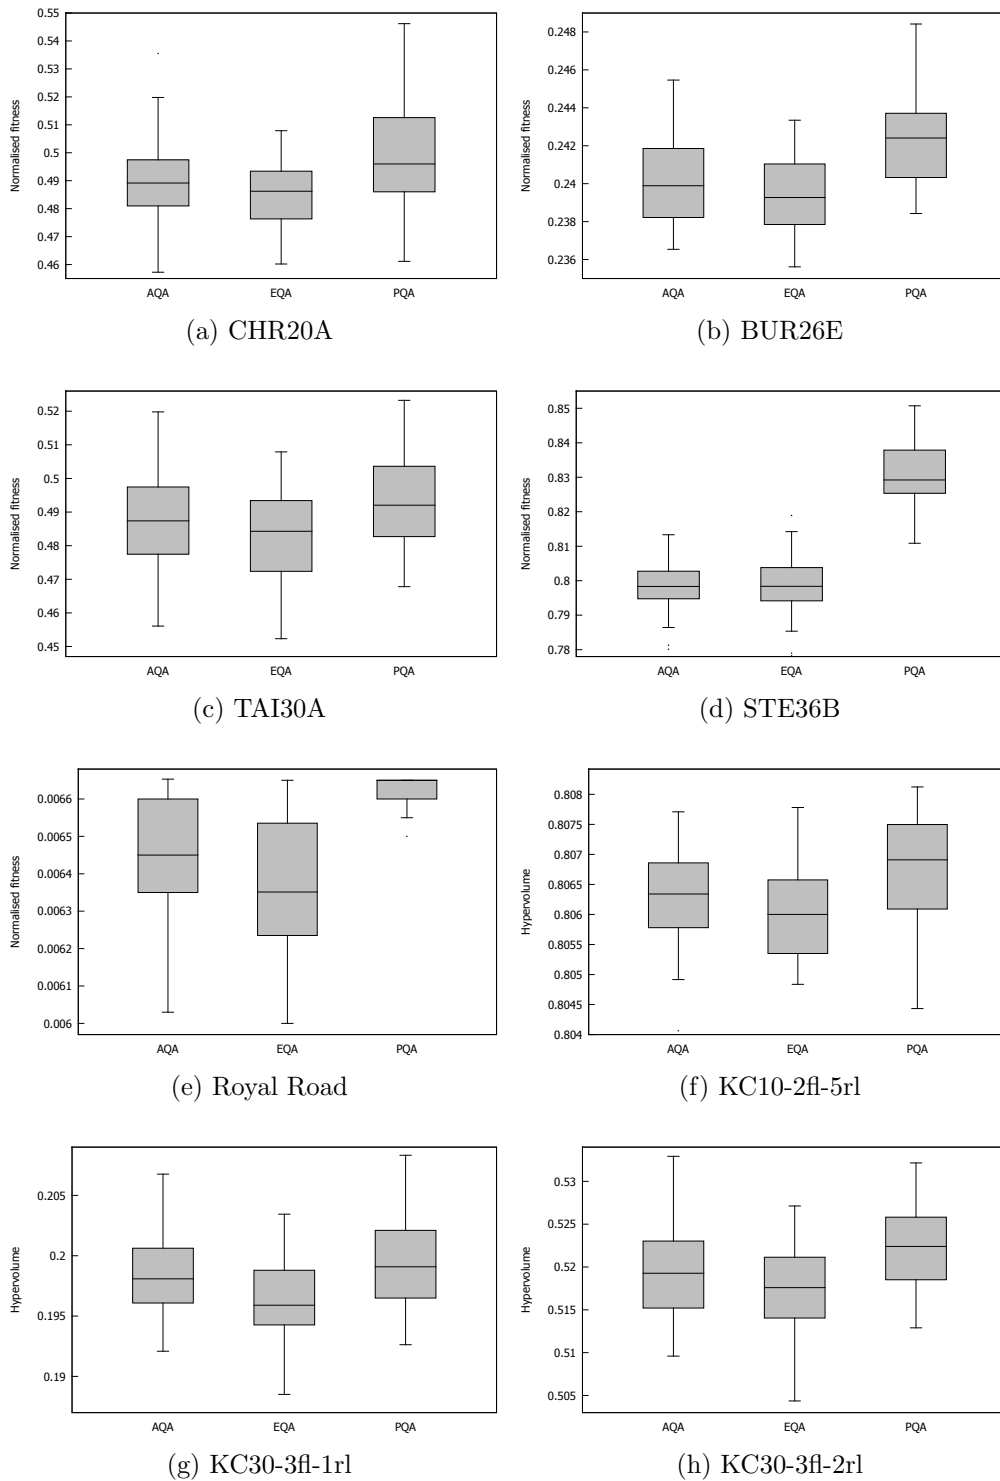 0.55
0.54
0.53
0.52
0.51
0.5
0.49
0.48
0.47
0.46
Normalised fitness
AQA EQA PQA
(a) CHR20A
0.248
0.246
0.244
0.242
0.24
0.238
0.236
Normalised fitness
AQA EQA PQA
(b) BUR26E
0.52
0.51
0.5
0.49
0.48
0.47
0.46
0.45
Normalised fitness
AQA EQA PQA
(c) TAI30A
0.85
0.84
0.83
0.82
0.81
0.8
0.79
0.78
Normalised fitness
AQA EQA PQA
(d) STE36B
0.0066
0.0065
0.0064
0.0063
0.0062
0.0061
0.006
Normalised fitness
AQA EQA PQA
(e) Royal Road
0.808
0.8075
0.807
0.8065
0.806
0.8055
0.805
0.8045
0.804
Hypervolume
AQA EQA PQA
(f) KC10-2fl-5rl
0.205
0.2
0.195
0.19
Hypervolume
AQA EQA PQA
(g) KC30-3fl-1rl
0.53
0.525
0.52
0.515
0.51
0.505
Hypervolume
AQA EQA PQA
(h) KC30-3fl-2rl